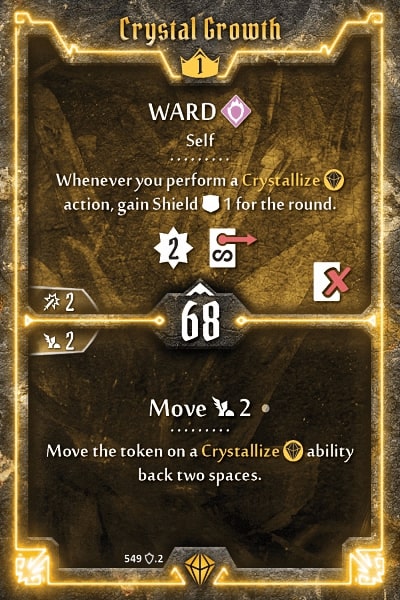 Crystal Growth
1
WARD
Self
Whenever you perform a Crystallize
action, gain Shield 1 for the round.
2
S
2
68
2
Move 2
Move the token on a Crystallize ability
back two spaces.
549 .2